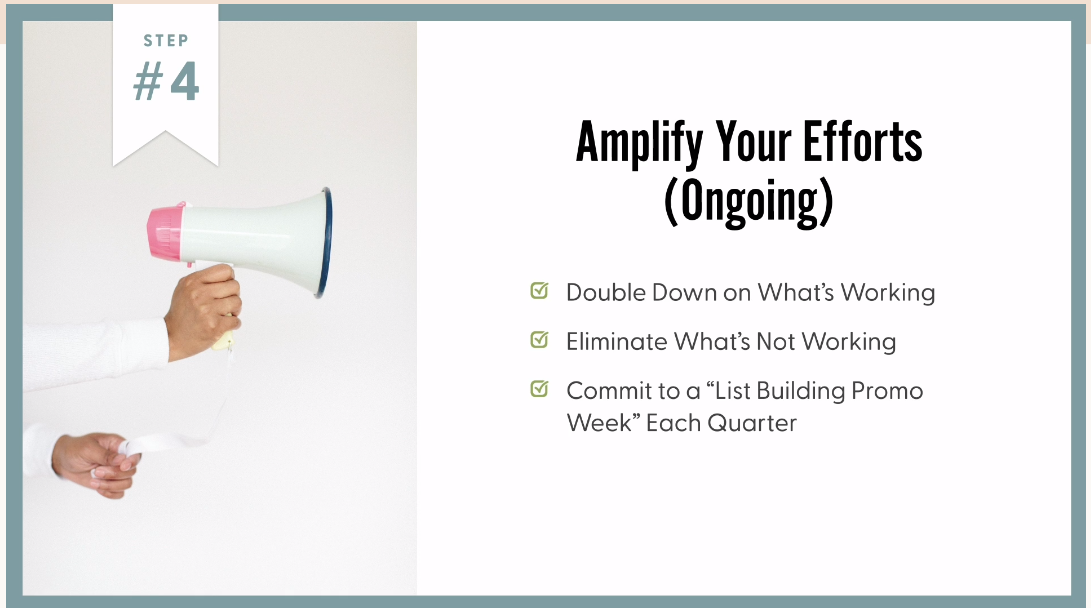 STEP
#4
Amplify Your Efforts
(Ongoing)
Double Down on What’s Working
Eliminate What’s Not Working
Commit to a “List Building Promo
Week” Each Quarter